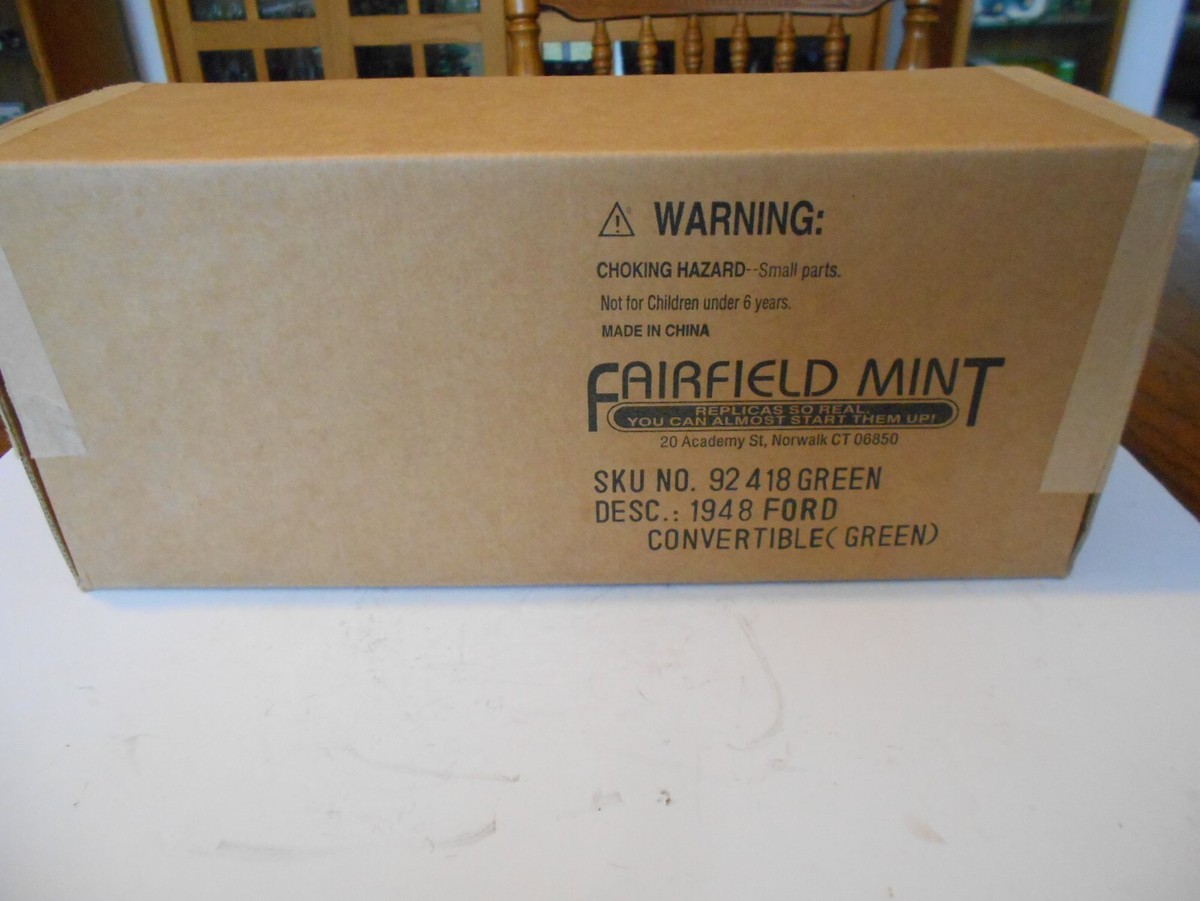 WARNING:
CHOKING HAZARD--Small parts.
Not for Children under 6 years.
MADE IN CHINA
FAIRFIELD MINT
REPLICAS SO REAL,
YOU CAN ALMOST START THEM UP!
20 Academy St, Norwalk CT 06850
SKU NO. 92418 GREEN
DESC.: 1948 FORD
CONVERTIBLE( GREEN)